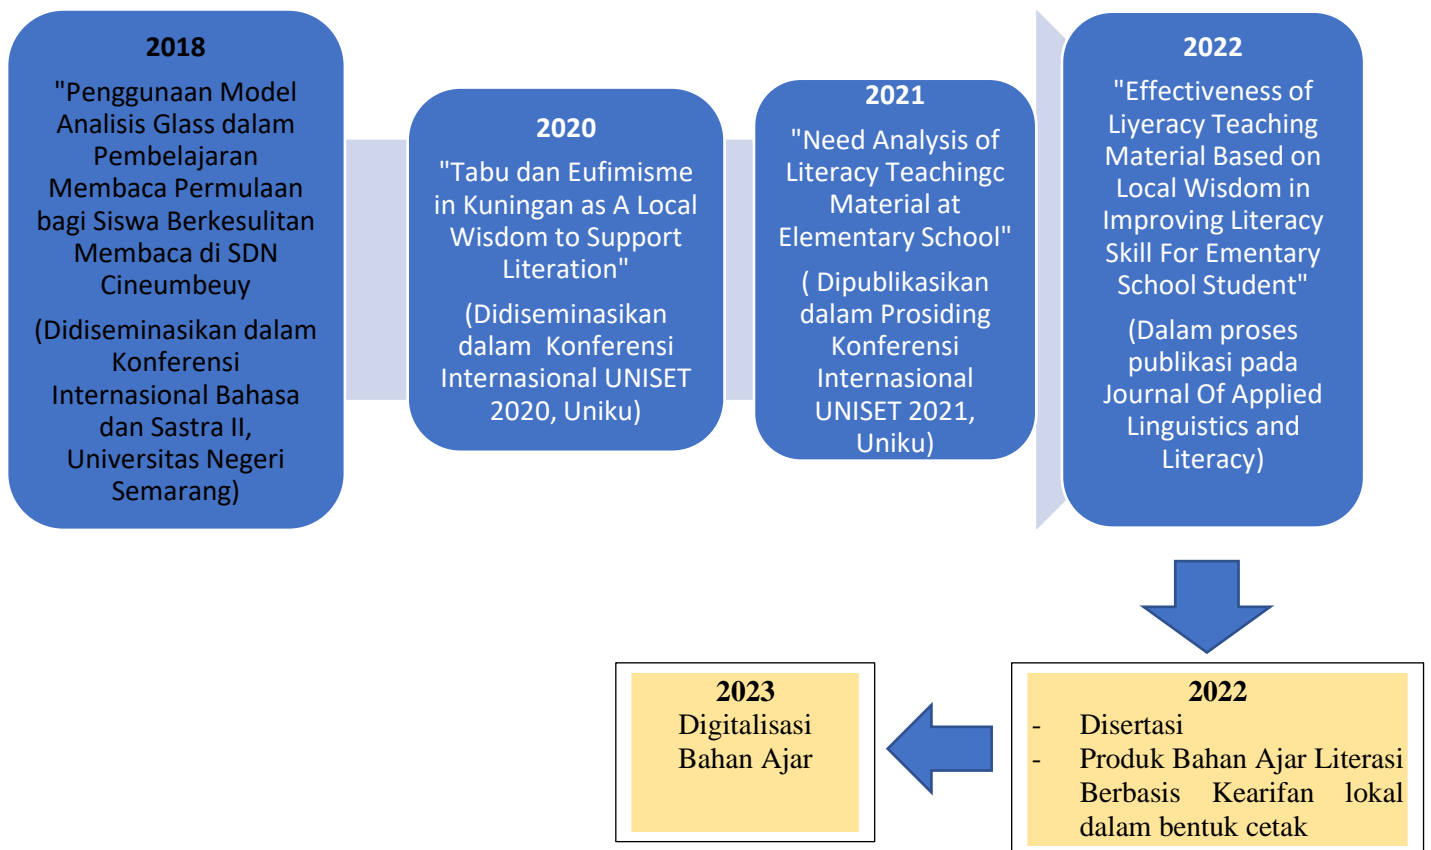 2018
"Penggunaan Model
Analisis Glass dalam
Pembelajaran
Membaca Permulaan
bagi Siswa Berkesulitan
Membaca di SDN
Cineumbeuy
(Didiseminasikan dalam
Konferensi
Internasional Bahasa
dan Sastra II,
Universitas Negeri
Semarang)
2020
"Tabu dan Eufimisme
in Kuningan as A Local
Wisdom to Support
Literation"
(Didiseminasikan
dalam Konferensi
Internasional UNISET
2020, Uniku)
2021
"Need Analysis of
Literacy Teachingc
Material at
Elementary School"
( Dipublikasikan
dalam Prosiding
Konferensi
Internasional
UNISET 2021,
Uniku)
2022
"Effectiveness of
Liyeracy Teaching
Material Based on
Local Wisdom in
Improving Literacy
Skill For Ementary
School Student"
(Dalam proses
publikasi pada
Journal Of Applied
Linguistics and
Literacy)
2022
- Disertasi
- Produk Bahan Ajar Literasi
Berbasis Kearifan lokal
dalam bentuk cetak
2023
Digitalisasi
Bahan Ajar